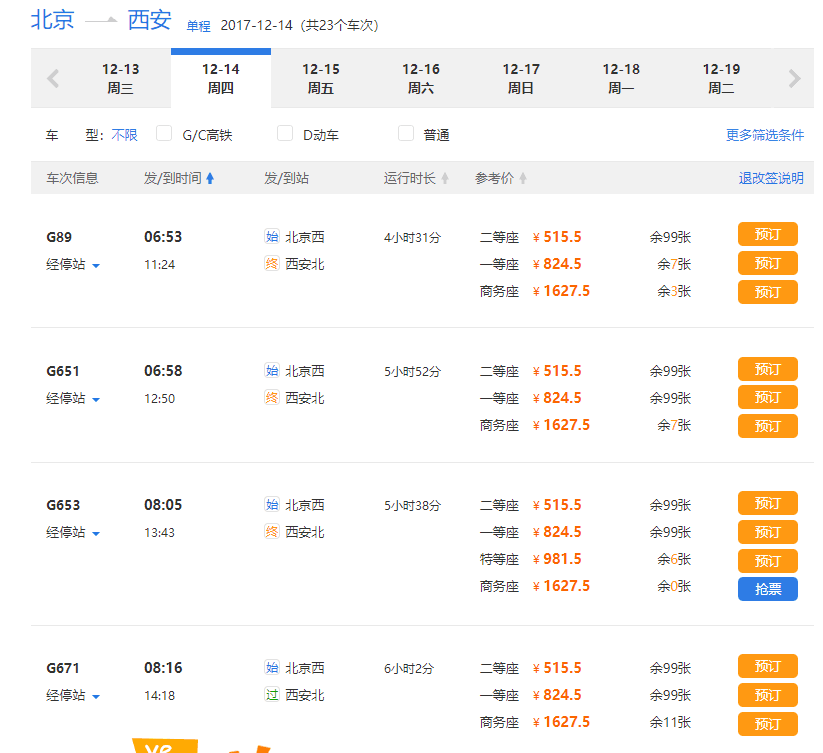 北京 西安 单程 2017-12-14 (共23个车次)
12-13 12-14 12-15 12-16 12-17 12-18 12-19
周三 周四 周五 周六 周日 周一 周二
车 型: 不限 G/C高铁 D动车 普通 更多筛选条件
车次信息 发/到时间 发/到站 运行时长 参考价 退改签说明
G89 06:53 始 北京西 4小时31分 二等座 ¥515.5 余99张 预订
经停站 11:24 终 西安北 一等座 ¥824.5 余7张 预订
商务座 ¥1627.5 余3张 预订
G651 06:58 始 北京西 5小时52分 二等座 ¥515.5 余99张 预订
经停站 12:50 终 西安北 一等座 ¥824.5 余99张 预订
商务座 ¥1627.5 余7张 预订
G653 08:05 始 北京西 5小时38分 二等座 ¥515.5 余99张 预订
经停站 13:43 终 西安北 一等座 ¥824.5 余99张 预订
特等座 ¥981.5 余6张 预订
商务座 ¥1627.5 余0张 抢票
G671 08:16 始 北京西 6小时2分 二等座 ¥515.5 余99张 预订
经停站 14:18 过 西安北 一等座 ¥824.5 余99张 预订
商务座 ¥1627.5 余11张 预订